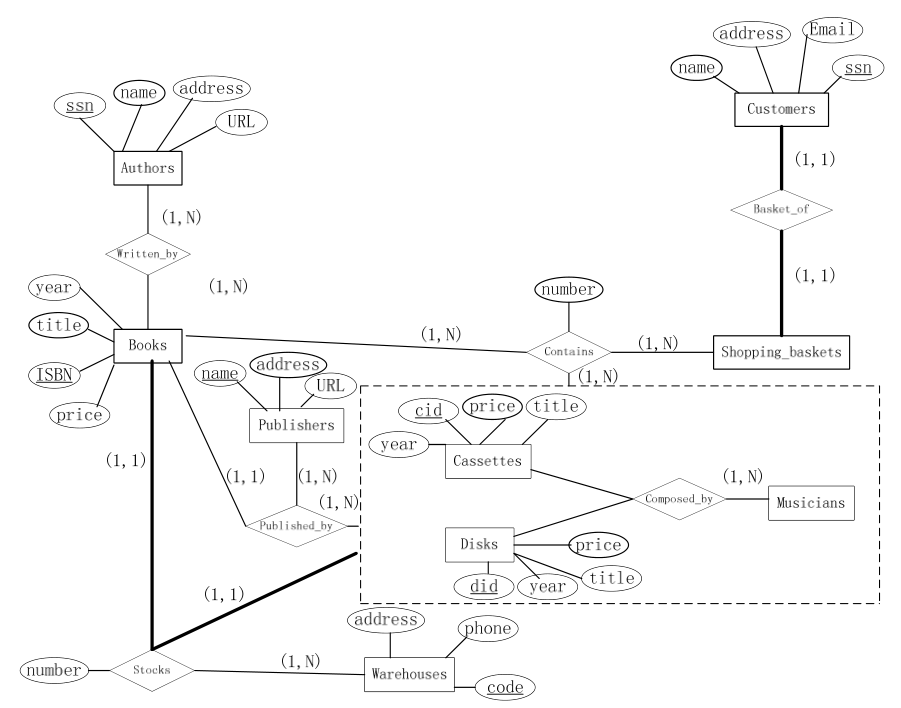 Email
address
name
ssn
Customers
address
name
ssn
URL
Authors
(1,1)
(1,N)
Basket_of
Written_by
(1,1)
year
(1,N)
number
title
Books
(1,N)
Contains
(1,N)
Shopping_baskets
ISBN
name
address
URL
(1,N)
price
Publishers
cid
price
title
year
Cassettes
(1,1)
(1,1)
(1,N)
(1,N)
Composed_by
Musicians
(1,N)
Published_by
Disks
price
did
year
title
(1,1)
address
phone
(1,N)
number
Stocks
Warehouses
code